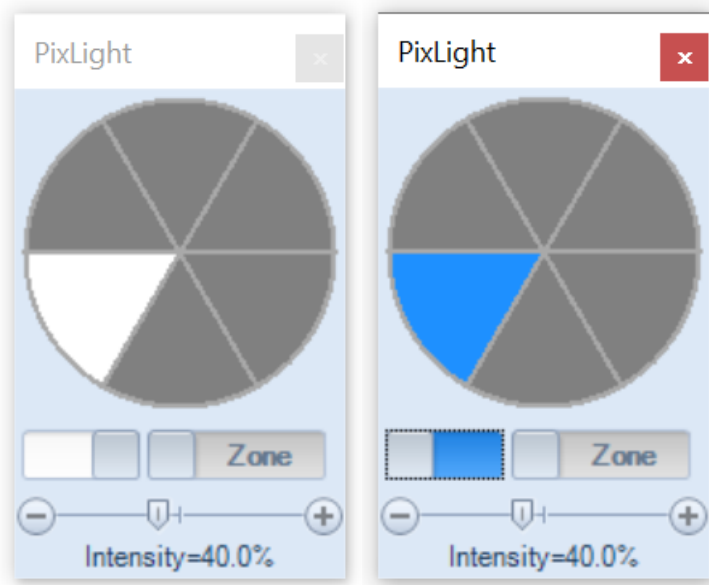 PixLight
x
PixLight
x
Zone
Zone
Intensity=40.0%
Intensity=40.0%